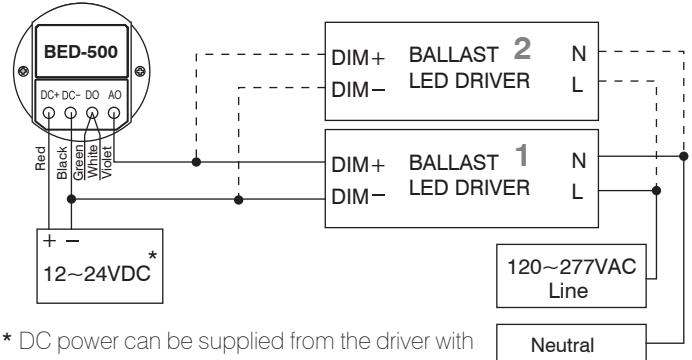 BED-500
DC+ DC− DO AO
Red
Black
Green
White
Violet
+ −
12~24VDC*
DIM+ BALLAST 2 N
DIM− LED DRIVER L
DIM+ BALLAST 1 N
DIM− LED DRIVER L
120~277VAC
Line
Neutral
* DC power can be supplied from the driver with